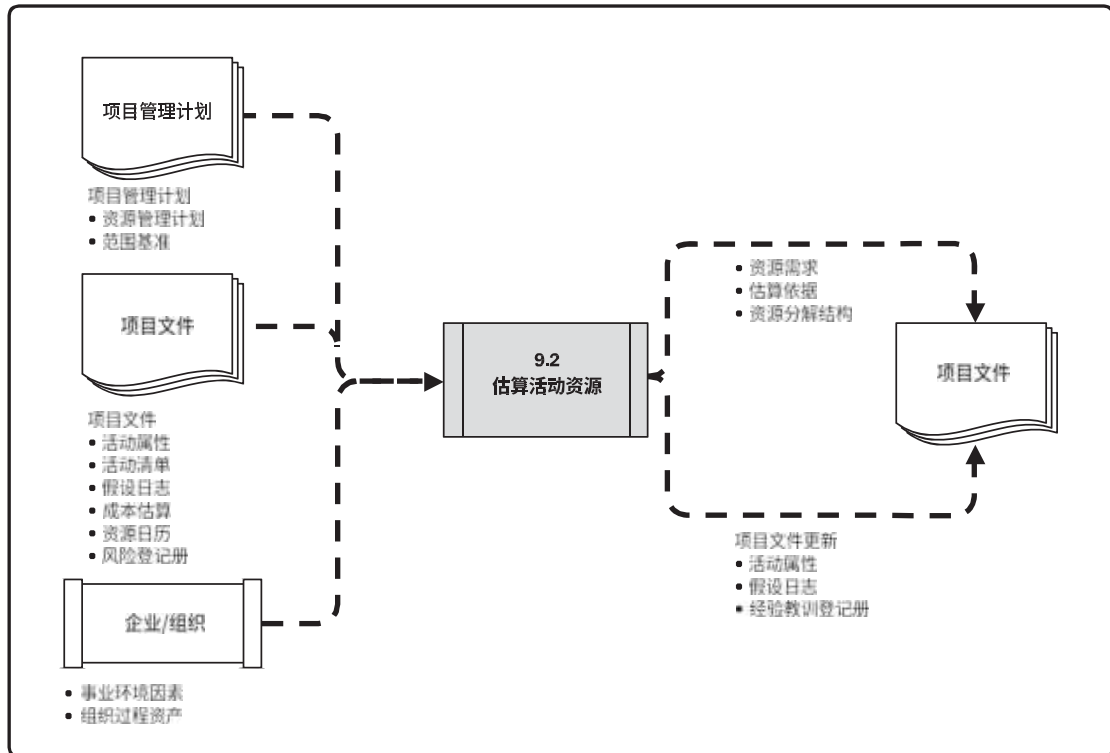 项目管理计划
项目管理计划
• 资源管理计划
• 范围基准
项目文件
项目文件
• 活动属性
• 活动清单
• 假设日志
• 成本估算
• 资源日历
• 风险登记册
企业/组织
• 事业环境因素
• 组织过程资产
9.2
估算活动资源
• 资源需求
• 估算依据
• 资源分解结构
项目文件
项目文件更新
• 活动属性
• 假设日志
• 经验教训登记册